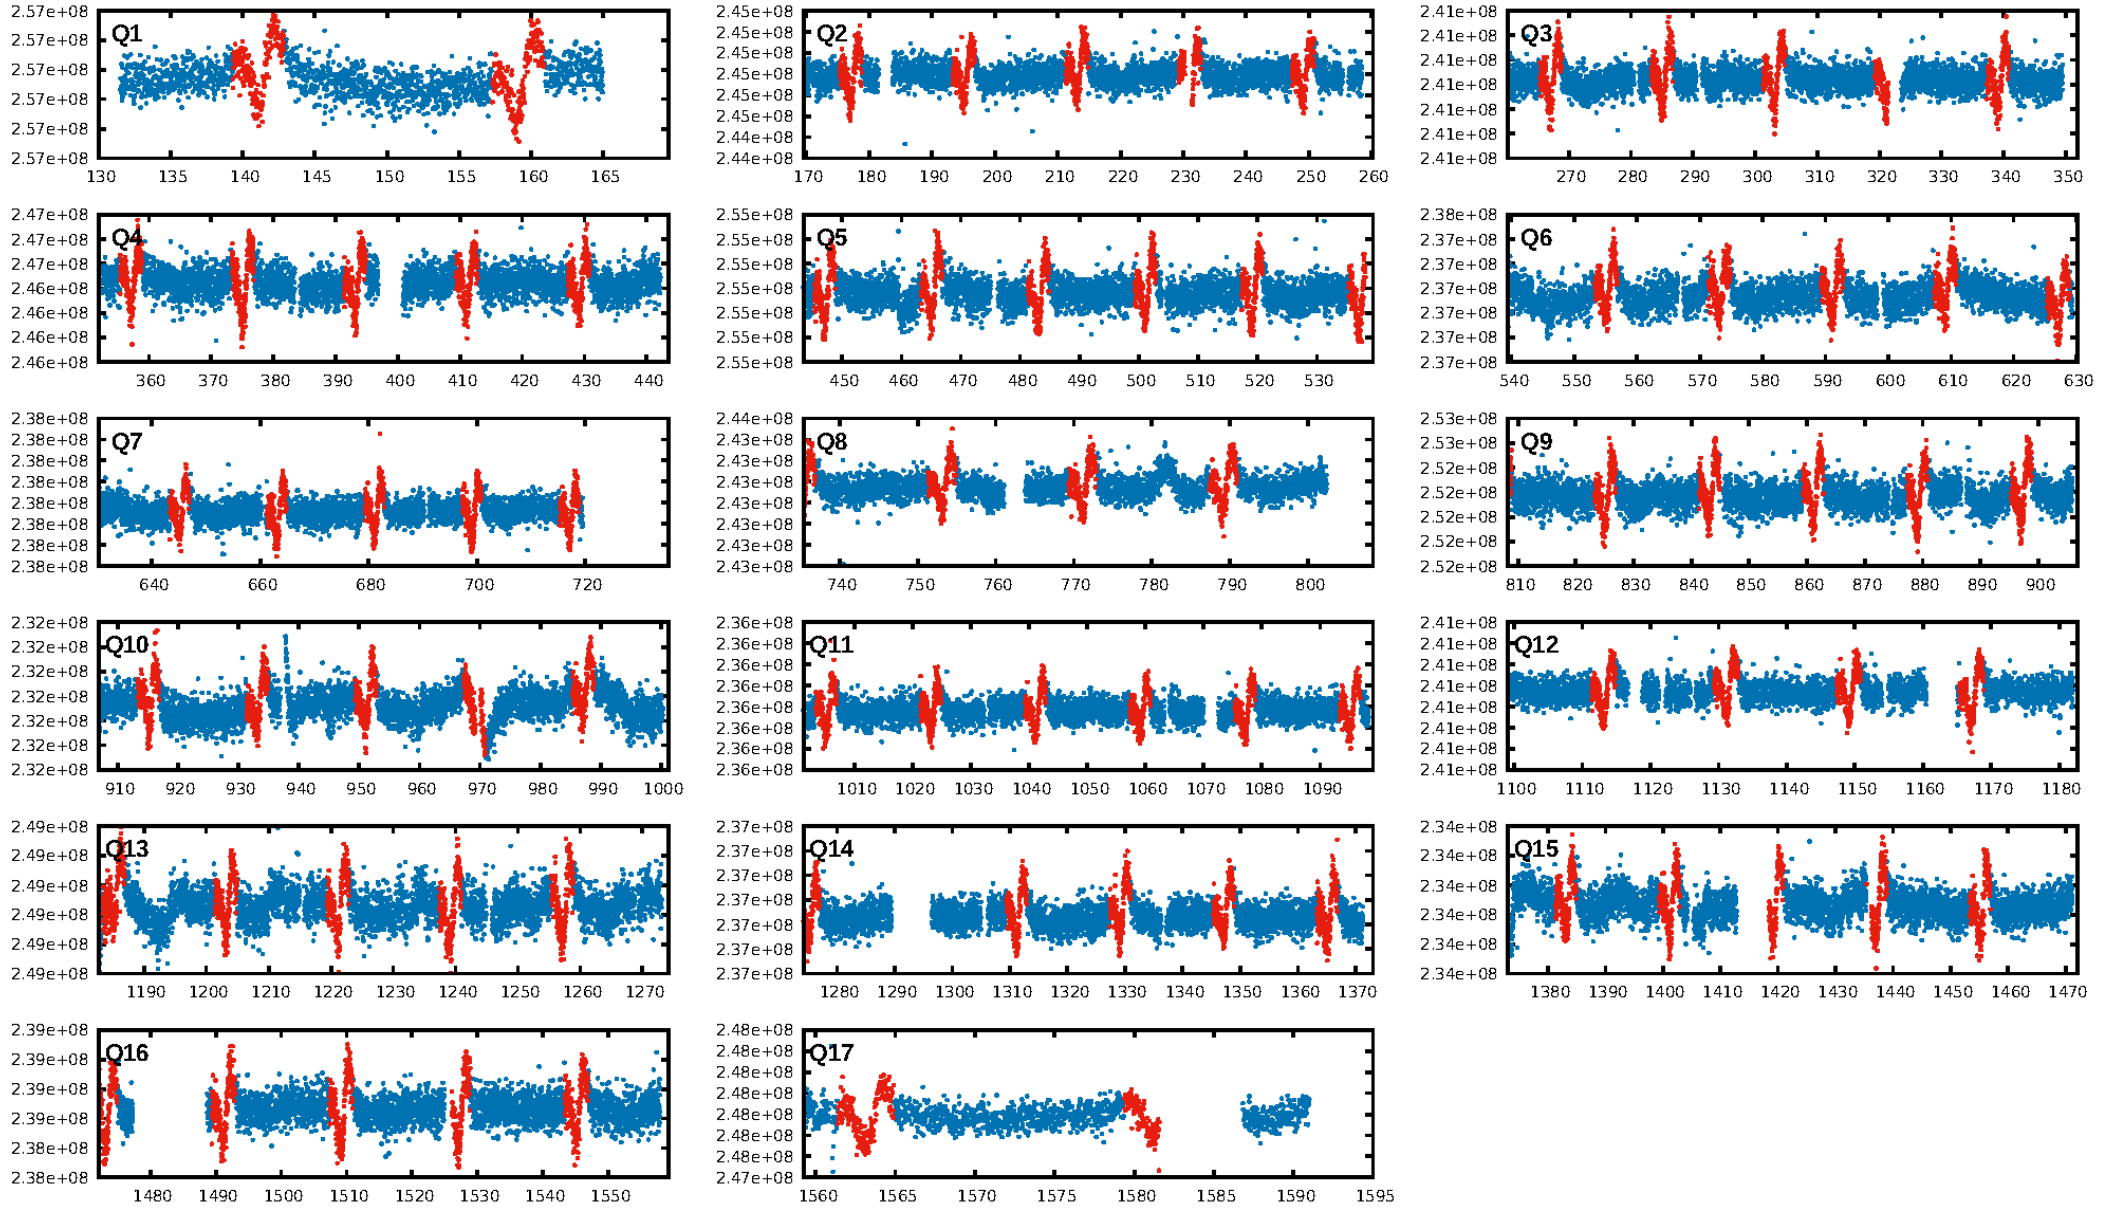 2.57e+08 2.57e+08 2.57e+08 2.57e+08 2.57e+08 2.57e+08
Q1
130 135 140 145 150 155 160 165
2.45e+08 2.45e+08 2.45e+08 2.45e+08 2.45e+08 2.45e+08 2.44e+08 2.44e+08
Q2
170 180 190 200 210 220 230 240 250 260
2.41e+08 2.41e+08 2.41e+08 2.41e+08 2.41e+08 2.41e+08 2.41e+08
Q3
270 280 290 300 310 320 330 340 350
2.47e+08 2.47e+08 2.47e+08 2.46e+08 2.46e+08 2.46e+08 2.46e+08
Q4
360 370 380 390 400 410 420 430 440
2.55e+08 2.55e+08 2.55e+08 2.55e+08 2.55e+08 2.55e+08 2.55e+08
Q5
450 460 470 480 490 500 510 520 530
2.38e+08 2.37e+08 2.37e+08 2.37e+08 2.37e+08 2.37e+08 2.37e+08
Q6
540 550 560 570 580 590 600 610 620 630
2.38e+08 2.38e+08 2.38e+08 2.38e+08 2.38e+08 2.38e+08 2.38e+08 2.38e+08
Q7
640 660 680 700 720
2.44e+08 2.43e+08 2.43e+08 2.43e+08 2.43e+08 2.43e+08 2.43e+08 2.43e+08
Q8
740 750 760 770 780 790 800
2.53e+08 2.53e+08 2.52e+08 2.52e+08 2.52e+08 2.52e+08 2.52e+08
Q9
810 820 830 840 850 860 870 880 890 900
2.32e+08 2.32e+08 2.32e+08 2.32e+08 2.32e+08 2.32e+08 2.32e+08
Q10
910 920 930 940 950 960 970 980 990 1000
2.36e+08 2.36e+08 2.36e+08 2.36e+08 2.36e+08 2.36e+08 2.36e+08 2.36e+08
Q11
1010 1020 1030 1040 1050 1060 1070 1080 1090
2.41e+08 2.41e+08 2.41e+08 2.41e+08 2.41e+08 2.41e+08 2.41e+08 2.41e+08
Q12
1100 1110 1120 1130 1140 1150 1160 1170 1180
2.49e+08 2.49e+08 2.49e+08 2.49e+08 2.49e+08 2.49e+08
Q13
1190 1200 1210 1220 1230 1240 1250 1260 1270
2.37e+08 2.37e+08 2.37e+08 2.37e+08 2.37e+08 2.37e+08 2.37e+08
Q14
1280 1290 1300 1310 1320 1330 1340 1350 1360 1370
2.34e+08 2.34e+08 2.34e+08 2.34e+08 2.34e+08 2.34e+08
Q15
1380 1390 1400 1410 1420 1430 1440 1450 1460 1470
2.39e+08 2.39e+08 2.39e+08 2.39e+08 2.38e+08 2.38e+08
Q16
1480 1490 1500 1510 1520 1530 1540 1550
2.48e+08 2.48e+08 2.48e+08 2.48e+08 2.48e+08 2.48e+08 2.48e+08 2.47e+08
Q17
1560 1565 1570 1575 1580 1585 1590 1595